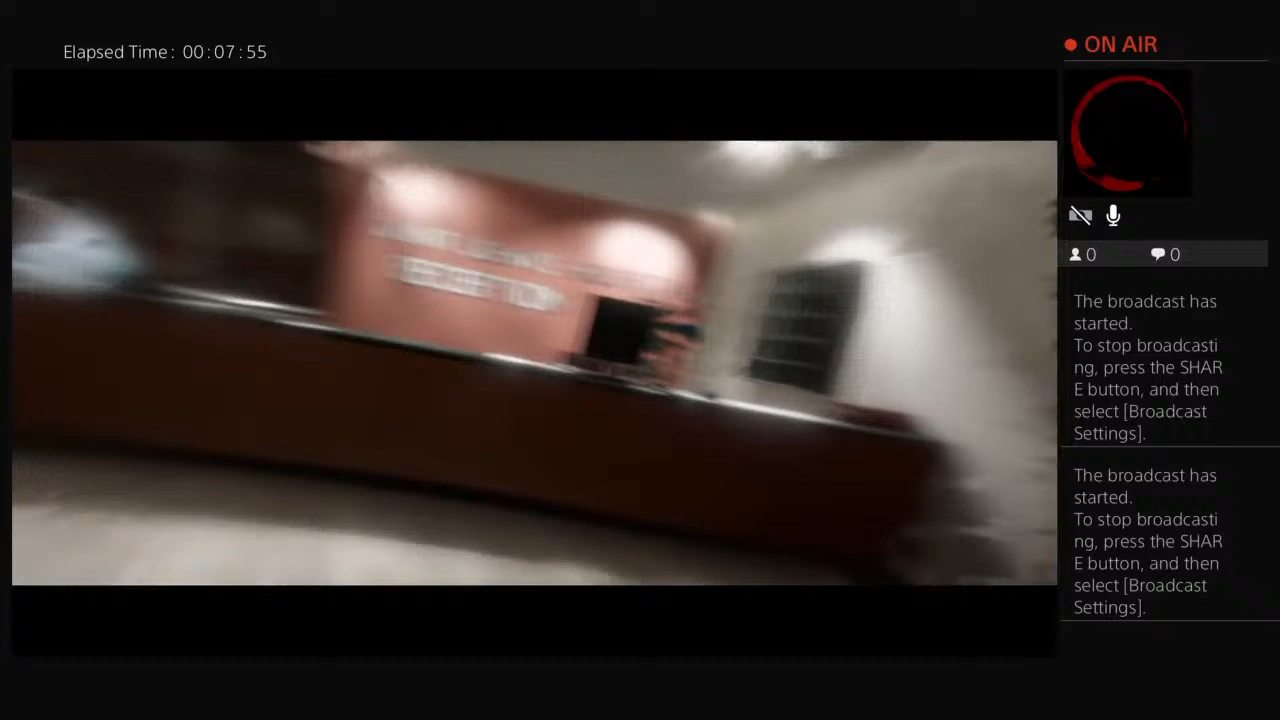 Elapsed Time: 00:07:55
ON AIR
0
0
The broadcast has
started.
To stop broadcasti
ng, press the SHAR
E button, and then
select [Broadcast
Settings].
The broadcast has
started.
To stop broadcasti
ng, press the SHAR
E button, and then
select [Broadcast
Settings].
RECEPTION